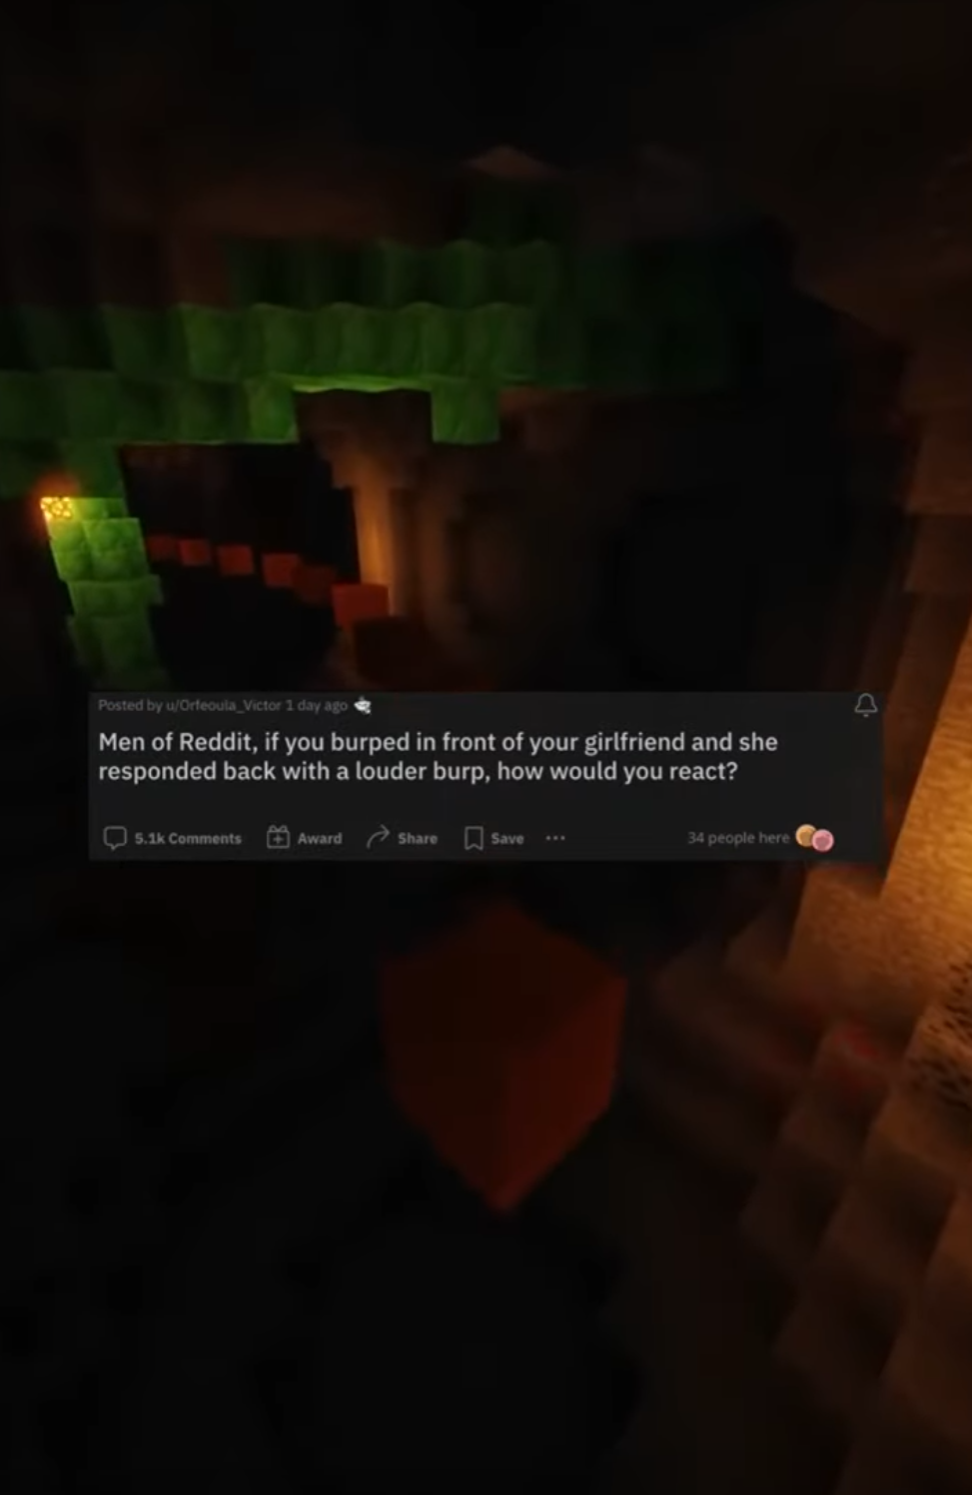 Posted by u/Orfeoula_Victor 1 day ago
Men of Reddit, if you burped in front of your girlfriend and she
responded back with a louder burp, how would you react?
5.1k Comments Award Share Save ••• 34 people here